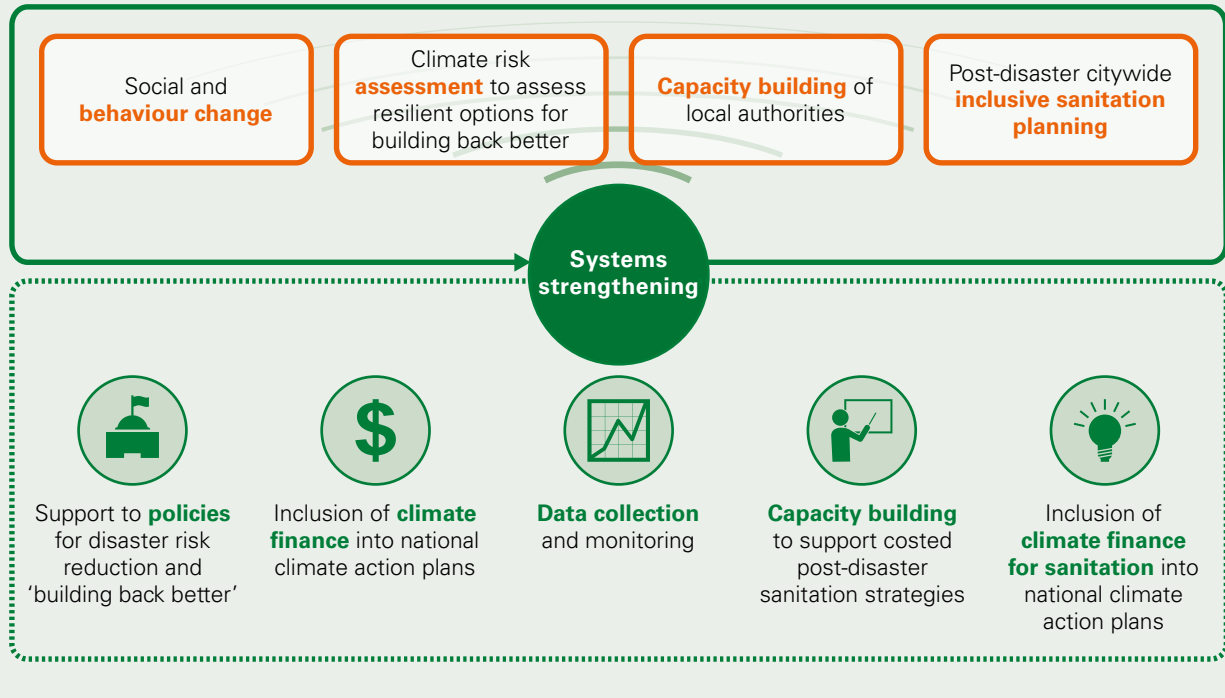 Social and
behaviour change
Climate risk
assessment to assess
resilient options for
building back better
Capacity building of
local authorities
Post-disaster citywide
inclusive sanitation
planning
Systems
strengthening
$
Support to policies
for disaster risk
reduction and
‘building back better’
Inclusion of climate
finance into national
climate action plans
Data collection
and monitoring
Capacity building
to support costed
post-disaster
sanitation strategies
Inclusion of
climate finance
for sanitation into
national climate
action plans